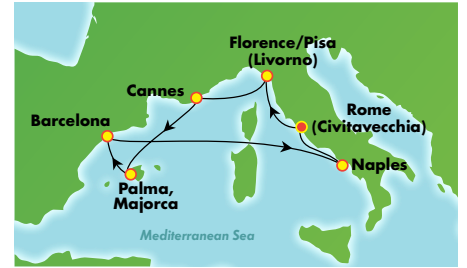 Florence/Pisa
(Livorno)
Cannes
Rome
(Civitavecchia)
Barcelona
Naples
Palma,
Majorca
Mediterranean Sea